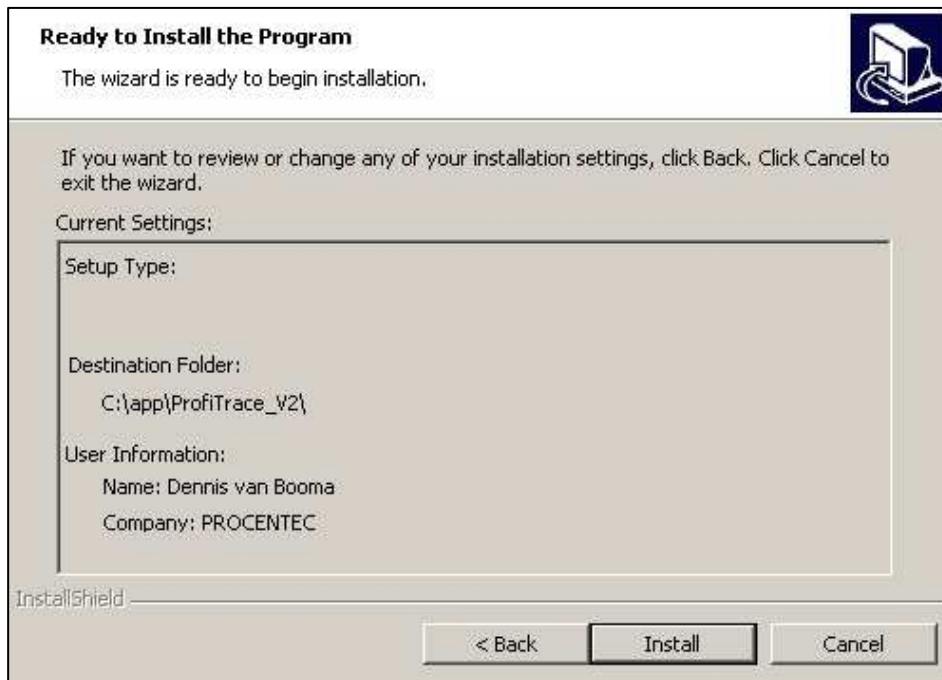 Ready to Install the Program
The wizard is ready to begin installation.
If you want to review or change any of your installation settings, click Back. Click Cancel to
exit the wizard.
Current Settings:
Setup Type:
Destination Folder:
C:\app\ProfiTrace_V2\
User Information:
Name: Dennis van Booma
Company: PROCENTEC
InstallShield
< Back Install Cancel